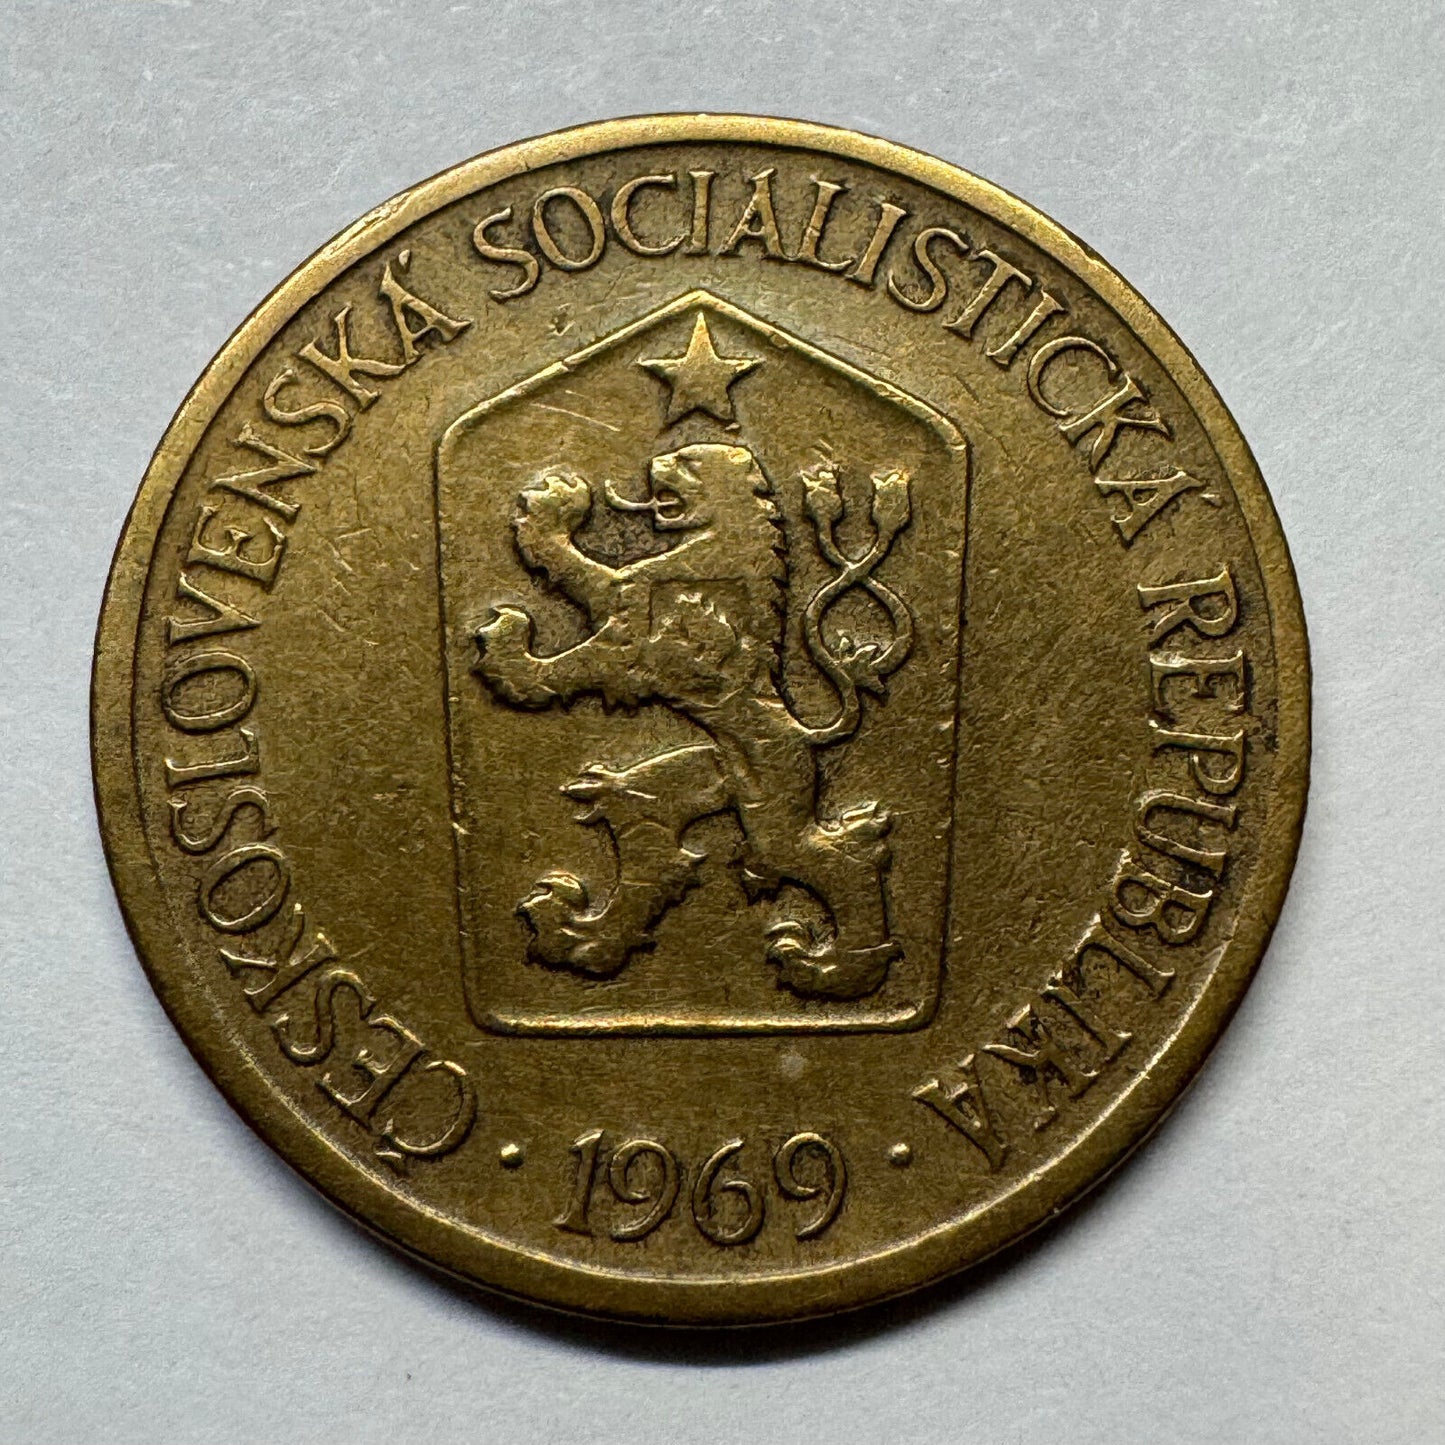 ČESKOSLOVENSKÁ SOCIALISTICKÁ REPUBLIKA
· 1969 ·